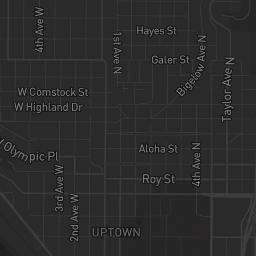 Hayes St
4th Ave W
1st Ave N
Galer St
Bigelow Ave N
Taylor Ave N
W Comstock St
W Highland Dr
Olympic Pl
Aloha St
4th Ave N
Roy St
3rd Ave W
2nd Ave W
UPTOWN